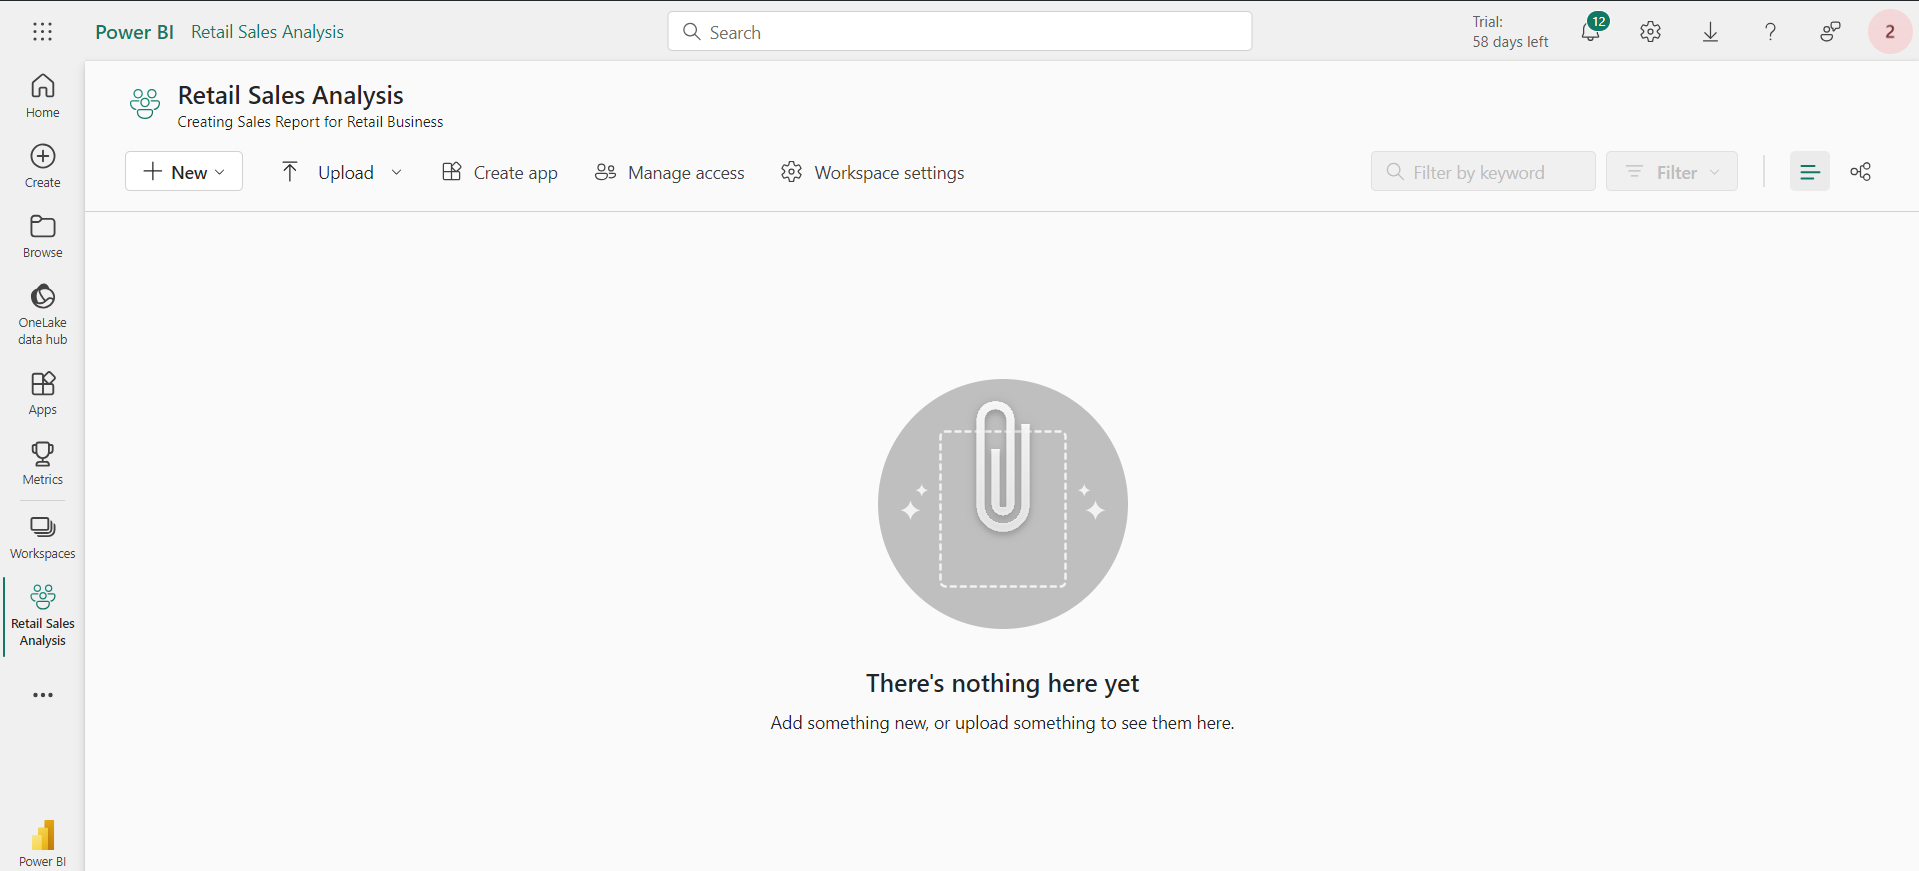 Power BI Retail Sales Analysis
Search
Trial:
58 days left
12
2
Home
Create
Browse
OneLake
data hub
Apps
Metrics
Workspaces
Retail Sales
Analysis
Power BI
Retail Sales Analysis
Creating Sales Report for Retail Business
New
Upload
Create app
Manage access
Workspace settings
Filter by keyword
Filter
There's nothing here yet
Add something new, or upload something to see them here.